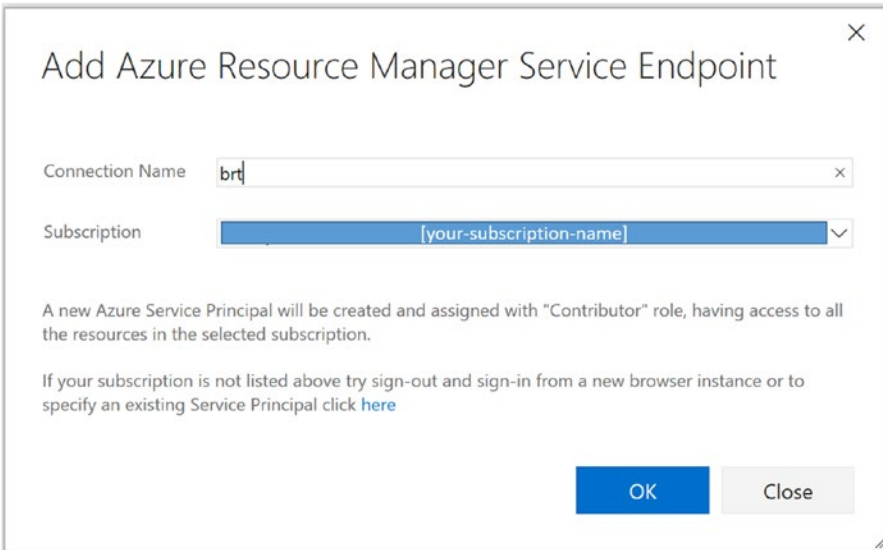 Add Azure Resource Manager Service Endpoint
Connection Name brt
Subscription [your-subscription-name]
A new Azure Service Principal will be created and assigned with "Contributor" role, having access to all
the resources in the selected subscription.
If your subscription is not listed above try sign-out and sign-in from a new browser instance or to
specify an existing Service Principal click here
OK Close